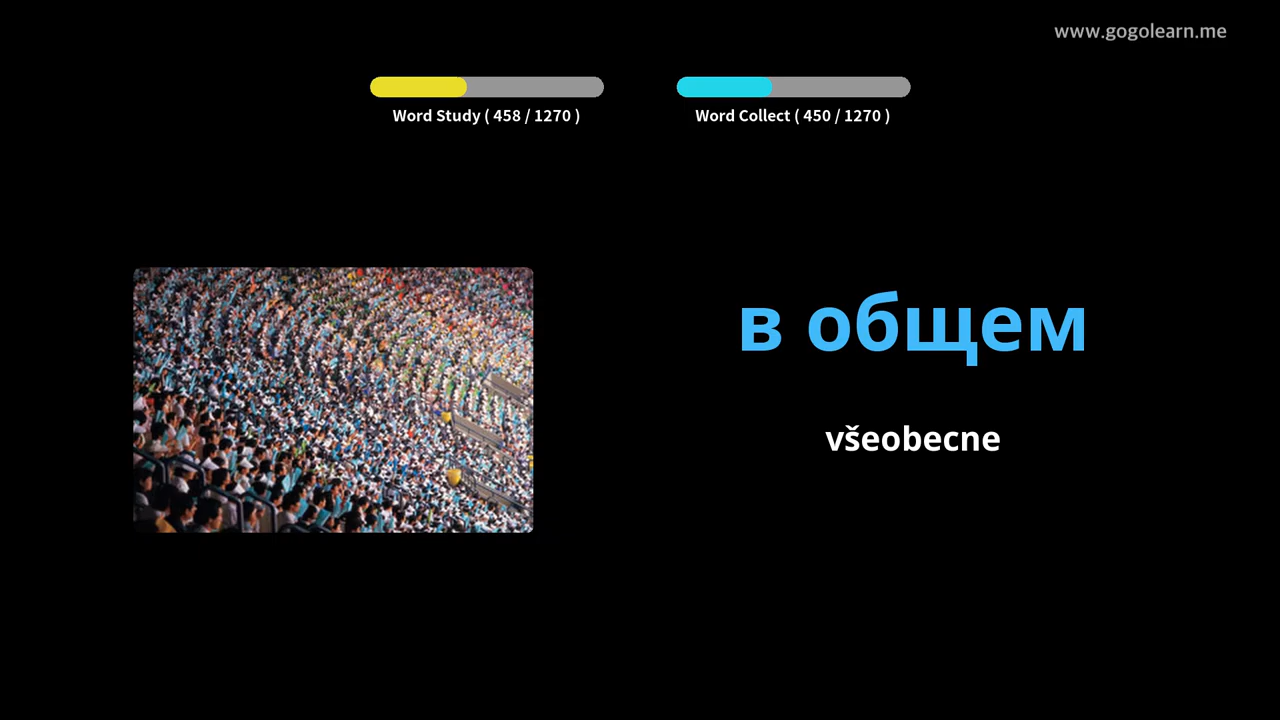 www.gogolearn.me
Word Study ( 458 / 1270 )
Word Collect ( 450 / 1270 )
в общем
všeobecne